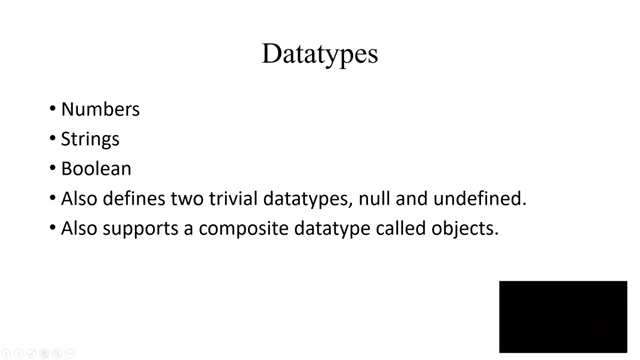 Datatypes
• Numbers
• Strings
• Boolean
• Also defines two trivial datatypes, null and undefined.
• Also supports a composite datatype called objects.